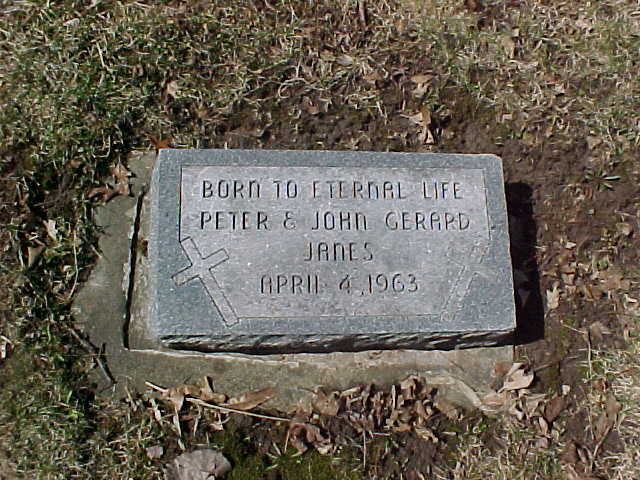 BORN TO ETERNAL LIFE
PETER & JOHN GERARD
JANES
APRIL 4, 1963